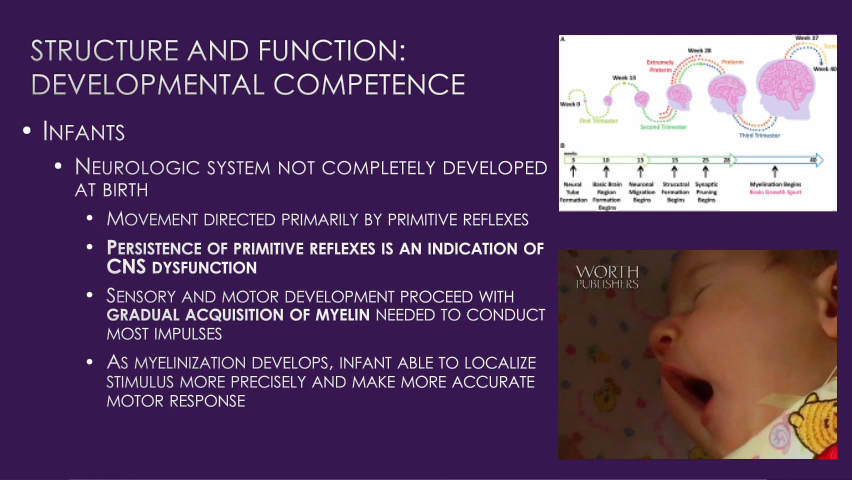 STRUCTURE AND FUNCTION:
DEVELOPMENTAL COMPETENCE
• INFANTS
• NEUROLOGIC SYSTEM NOT COMPLETELY DEVELOPED
AT BIRTH
• MOVEMENT DIRECTED PRIMARILY BY PRIMITIVE REFLEXES
• PERSISTENCE OF PRIMITIVE REFLEXES IS AN INDICATION OF
CNS DYSFUNCTION
• SENSORY AND MOTOR DEVELOPMENT PROCEED WITH
GRADUAL ACQUISITION OF MYELIN NEEDED TO CONDUCT
MOST IMPULSES
• AS MYELINIZATION DEVELOPS, INFANT ABLE TO LOCALIZE
STIMULUS MORE PRECISELY AND MAKE MORE ACCURATE
MOTOR RESPONSE
A
Week 0
First Trimester
Week 13
Second Trimester
Extremely
Preterm
Week 28
Preterm
Third Trimester
Week 37
Week 40
B
weeks
5 10 13 15 25 28 40
Neural
Tube
Formation
Basic Brain
Region
Formation
Begins
Neuronal
Migration
Begins
Strucutral
Formation
Begins
Synaptic
Pruning
Begins
Myelination Begins
Brain Growth Spurt
WORTH
PUBLISHERS